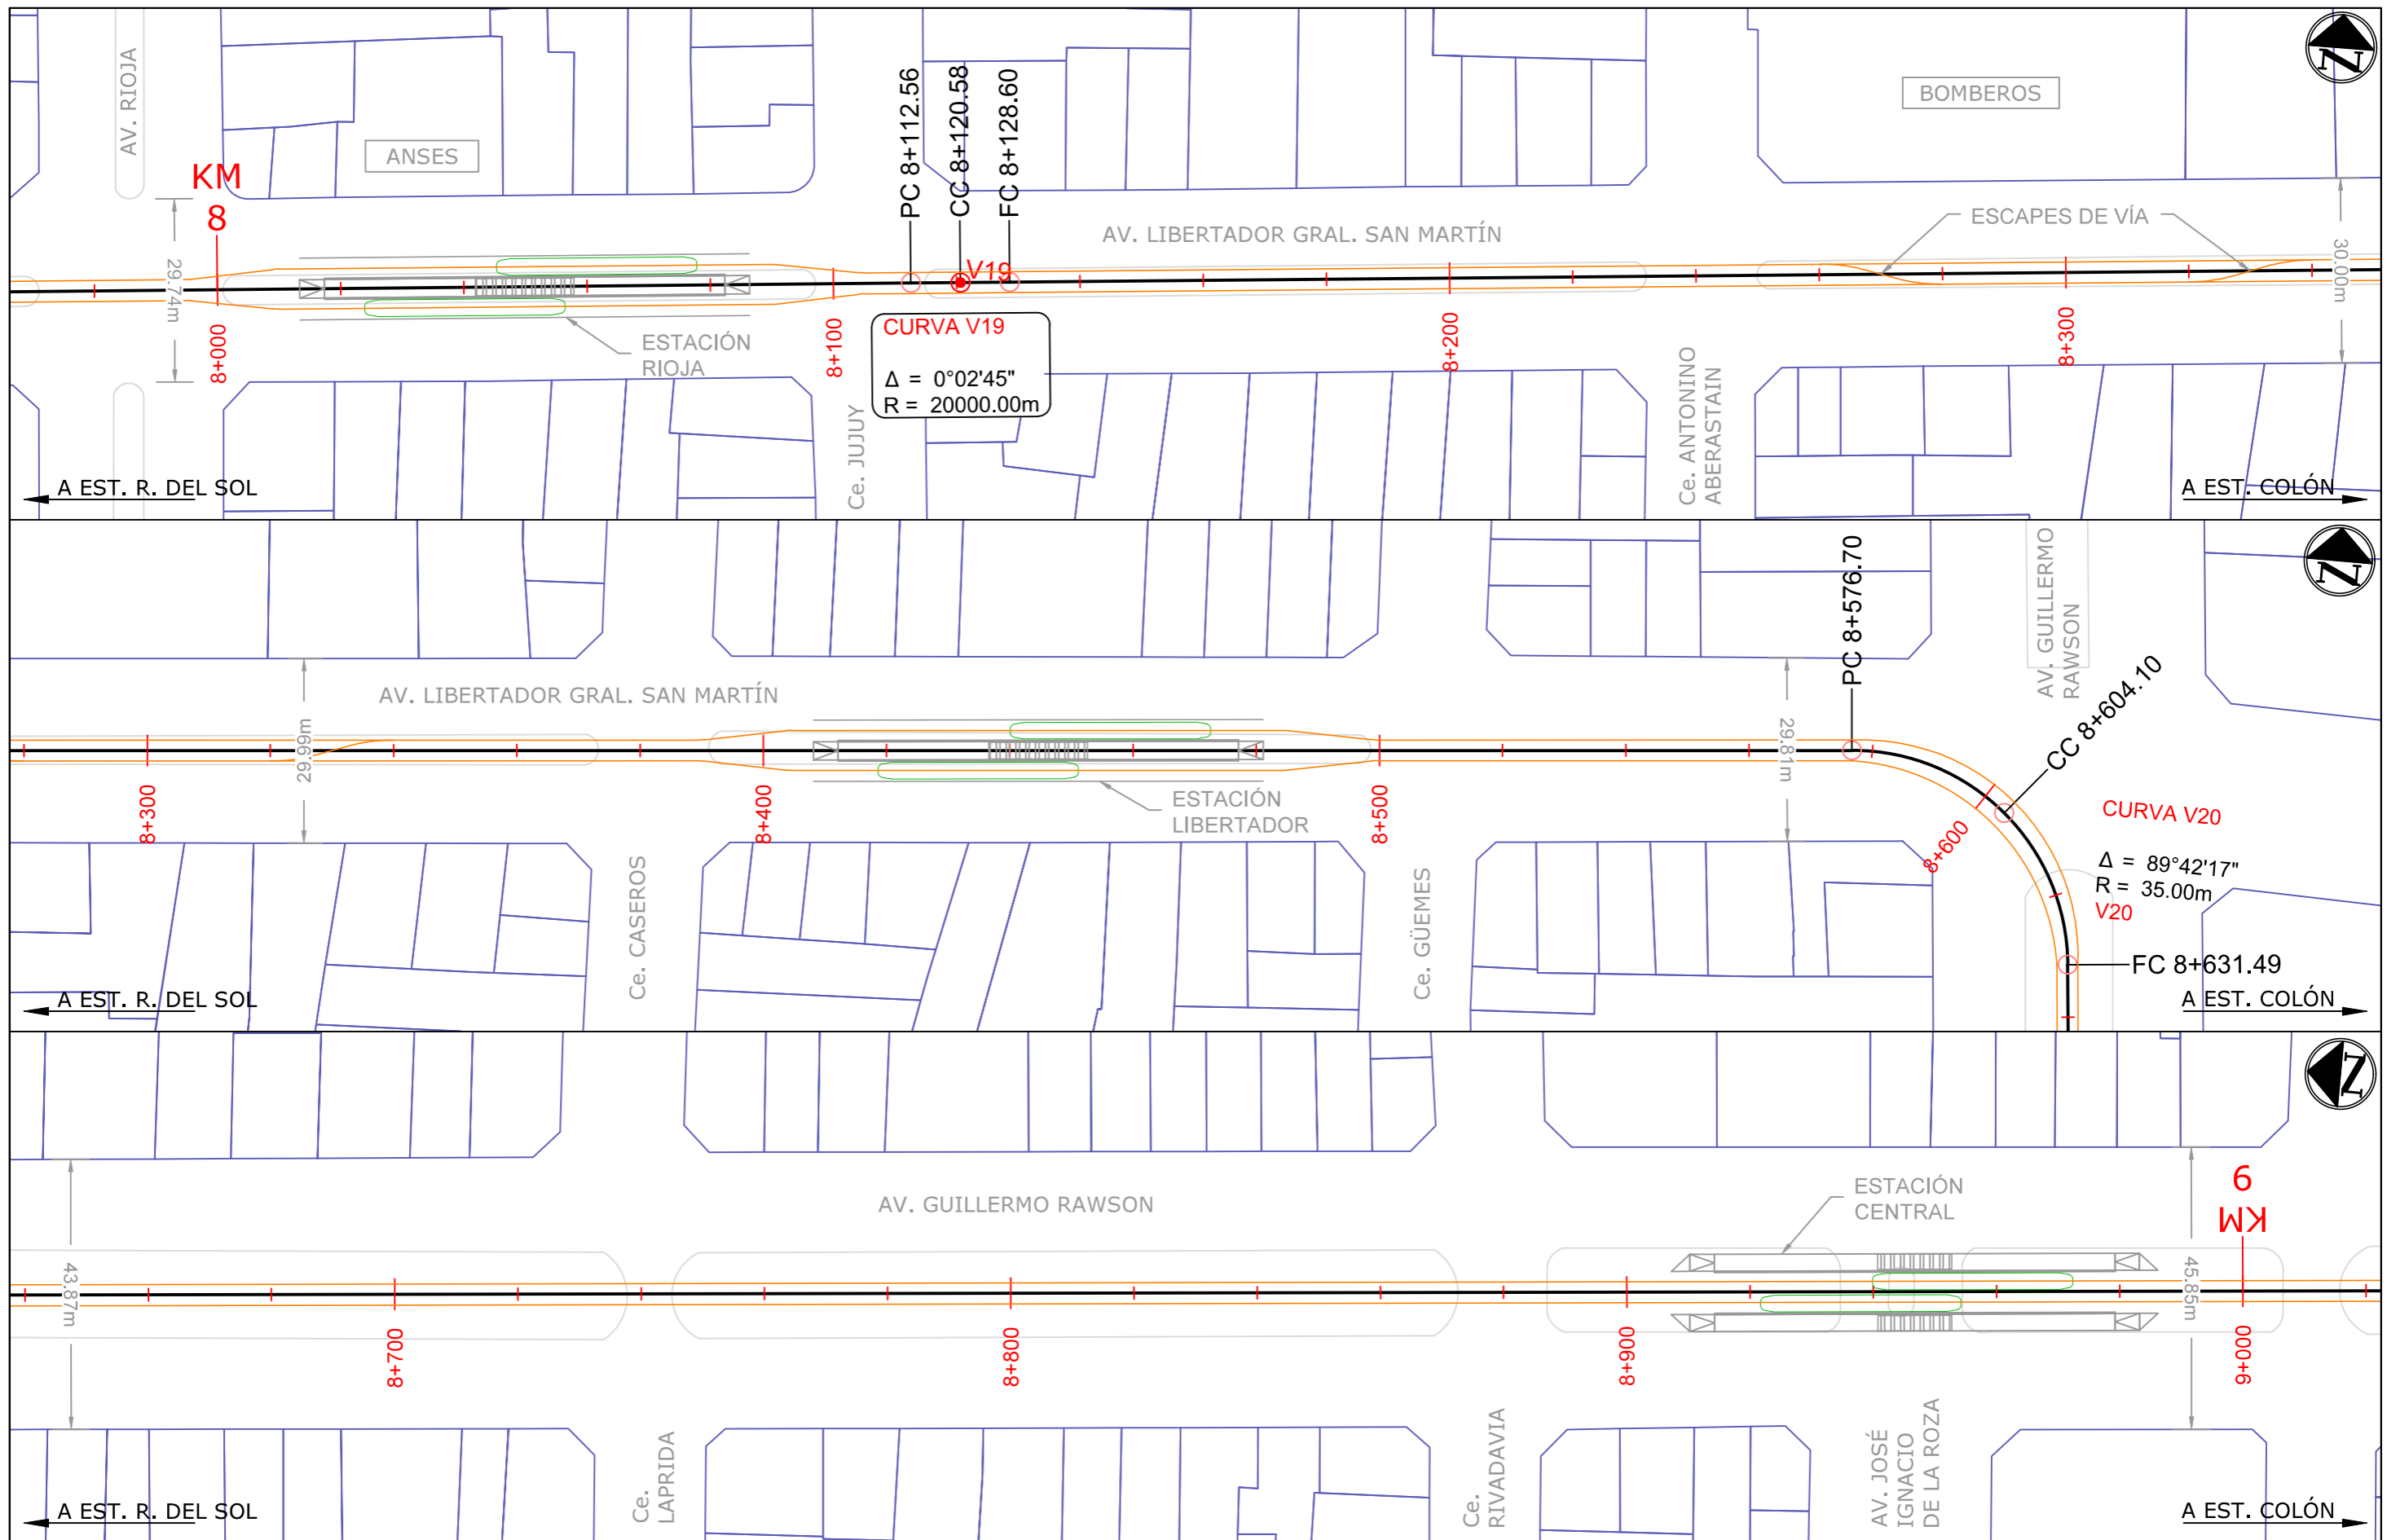 AV. RIOJA
KM
8
ANSES
PC 8+112.56
CC 8+120.58
FC 8+128.60
BOMBEROS
N
AV. LIBERTADOR GRAL. SAN MARTÍN
ESCAPES DE VÍA
V19
29.74m
30.00m
8+000
ESTACIÓN
RIOJA
8+100
CURVA V19
Δ = 0°02'45"
R = 20000.00m
8+200
8+300
Ce. JUJUY
Ce. ANTONINO
ABERASTAIN
A EST. R. DEL SOL
A EST. COLÓN
N
PC 8+576.70
AV. GUILLERMO
RAWSON
AV. LIBERTADOR GRAL. SAN MARTÍN
CC 8+604.10
29.99m
29.81m
8+300
8+400
ESTACIÓN
LIBERTADOR
8+500
8+600
CURVA V20
Δ = 89°42'17"
R = 35.00m
V20
Ce. CASEROS
Ce. GÜEMES
FC 8+631.49
A EST. R. DEL SOL
A EST. COLÓN
N
AV. GUILLERMO RAWSON
ESTACIÓN
CENTRAL
KM
9
43.87m
45.85m
8+700
8+800
8+900
9+000
Ce.
LAPRIDA
Ce.
RIVADAVIA
AV. JOSÉ
IGNACIO
DE LA ROZA
A EST. R. DEL SOL
A EST. COLÓN